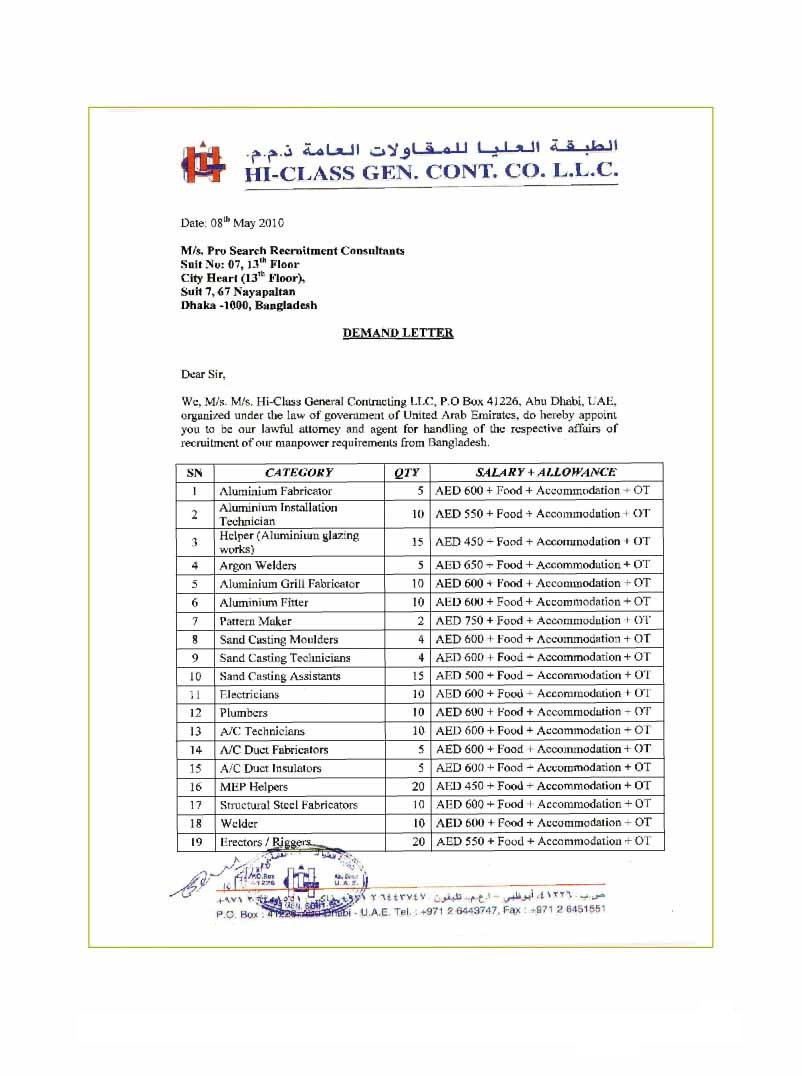 الطبقة العليا للمقاولات العامة ذ.م.م.
HI-CLASS GEN. CONT. CO. L.L.C.
Date: 08th May 2010
M/s. Pro Search Recruitment Consultants
Suit No: 07, 13th Floor
City Heart (13th Floor),
Suit 7, 67 Nayapaltan
Dhaka -1000, Bangladesh
DEMAND LETTER
Dear Sir,
We, M/s. M/s. Hi-Class General Contracting LLC, P.O Box 41226, Abu Dhabi, UAE,
organized under the law of government of United Arab Emirates, do hereby appoint
you to be our lawful attorney and agent for handling of the respective affairs of
recruitment of our manpower requirements from Bangladesh.
SN CATEGORY QTY SALARY + ALLOWANCE
1 Aluminium Fabricator 5 AED 600 + Food + Accommodation + OT
2 Aluminium Installation Technician 10 AED 550 + Food + Accommodation + OT
3 Helper (Aluminium glazing works) 15 AED 450 + Food + Accommodation + OT
4 Argon Welders 5 AED 650 + Food + Accommodation + OT
5 Aluminium Grill Fabricator 10 AED 600 + Food + Accommodation + OT
6 Aluminium Fitter 10 AED 600 + Food + Accommodation + OT
7 Pattern Maker 2 AED 750 + Food + Accommodation + OT
8 Sand Casting Moulders 4 AED 600 + Food + Accommodation + OT
9 Sand Casting Technicians 4 AED 600 + Food + Accommodation + OT
10 Sand Casting Assistants 15 AED 500 + Food + Accommodation + OT
11 Electricians 10 AED 600 + Food + Accommodation + OT
12 Plumbers 10 AED 600 + Food + Accommodation + OT
13 A/C Technicians 10 AED 600 + Food + Accommodation + OT
14 A/C Duct Fabricators 5 AED 600 + Food + Accommodation + OT
15 A/C Duct Insulators 5 AED 600 + Food + Accommodation + OT
16 MEP Helpers 20 AED 450 + Food + Accommodation + OT
17 Structural Steel Fabricators 10 AED 600 + Food + Accommodation + OT
18 Welder 10 AED 600 + Food + Accommodation + OT
19 Erectors / Riggers 20 AED 550 + Food + Accommodation + OT
P.O.Box
41226
Abu Dhabi
U.A.E.
ص.ب. ٤١٢٢٦، أبوظبي - ا.ع.م. تليفون: ٢٦٤٤٣٧٤٧
P.O. Box : 41226 Abu Dhabi - U.A.E. Tel. : +971 2 6443747, Fax : +971 2 6451551